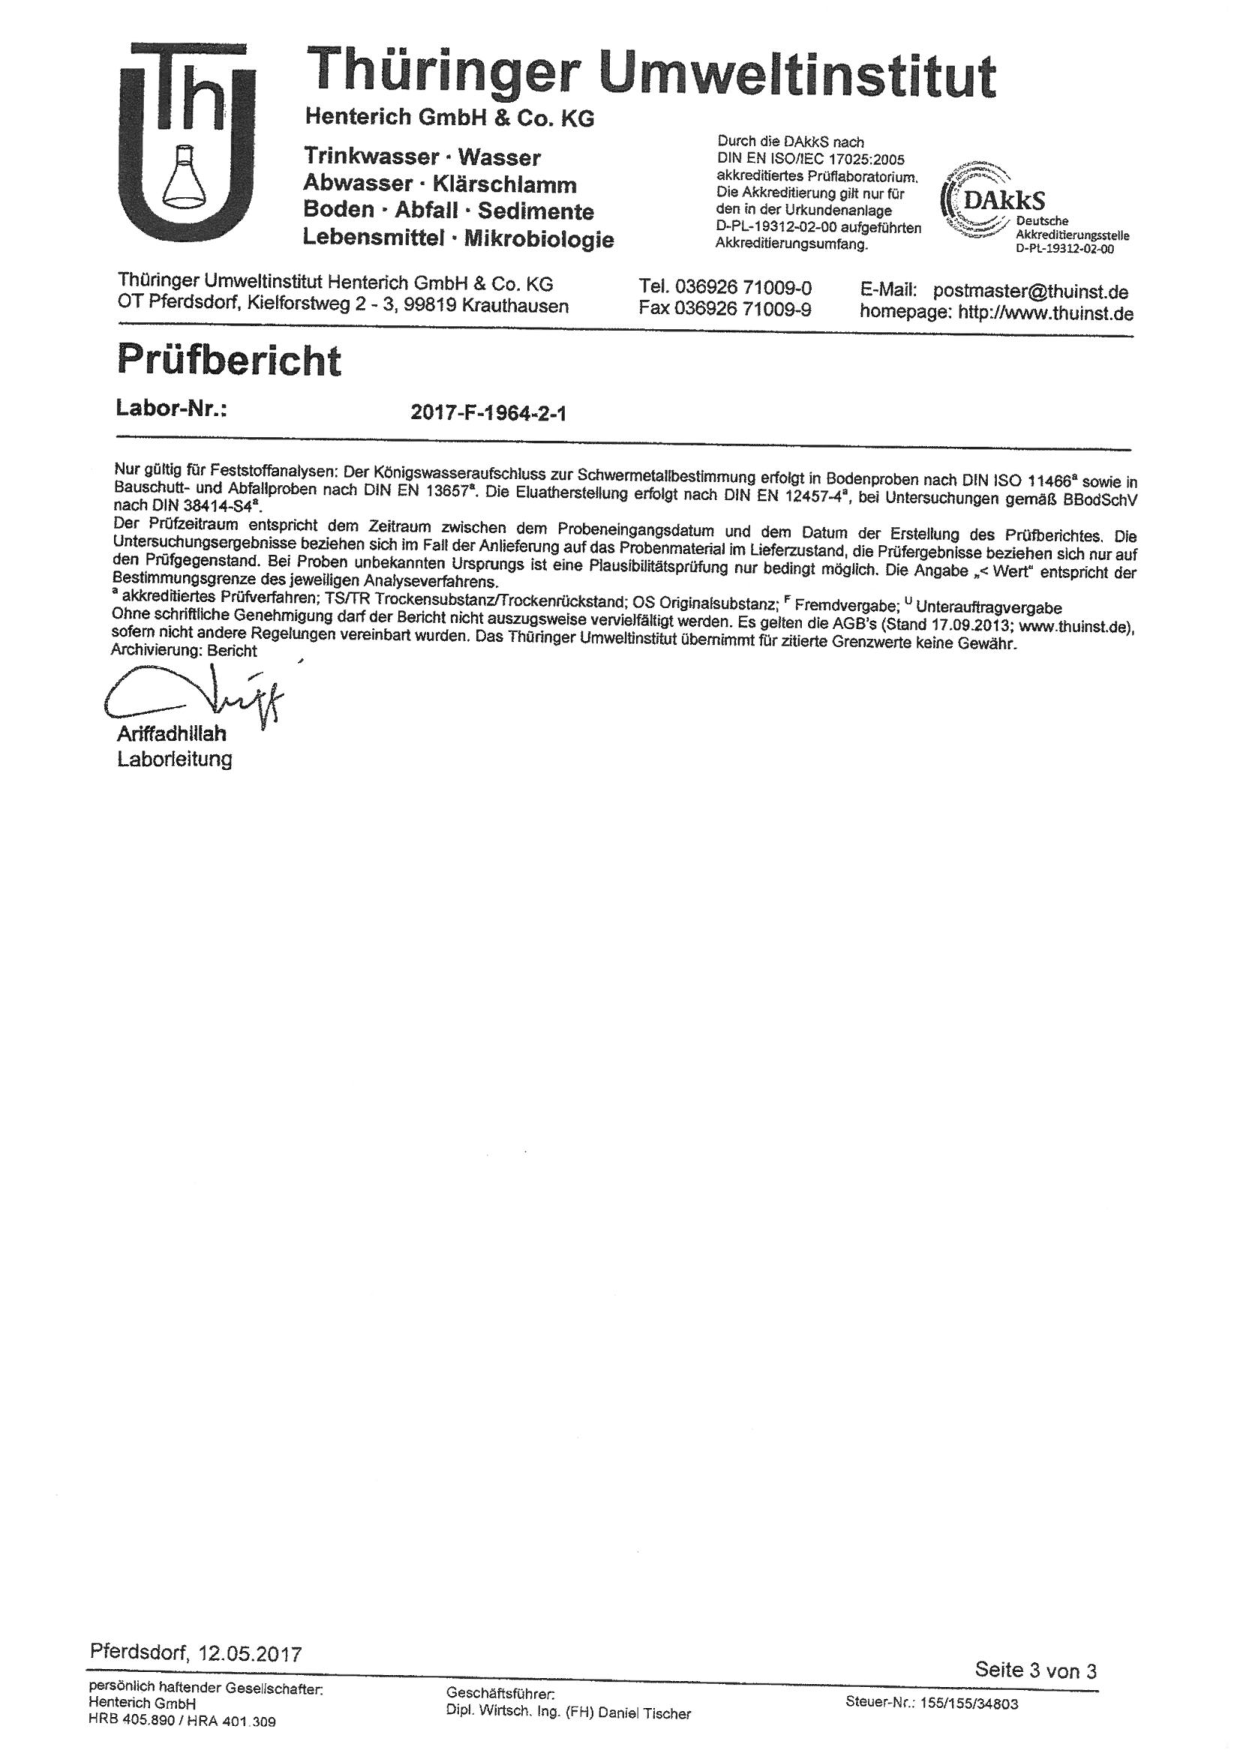 Th
Thüringer Umweltinstitut
Henterich GmbH & Co. KG
Trinkwasser · Wasser
Abwasser · Klärschlamm
Boden · Abfall · Sedimente
Lebensmittel · Mikrobiologie
Durch die DAkkS nach
DIN EN ISO/IEC 17025:2005
akkreditiertes Prüflaboratorium.
Die Akkreditierung gilt nur für
den in der Urkundenanlage
D-PL-19312-02-00 aufgeführten
Akkreditierungsumfang.
DAkkS
Deutsche
Akkreditierungsstelle
D-PL-19312-02-00
Thüringer Umweltinstitut Henterich GmbH & Co. KG
OT Pferdsdorf, Kielforstweg 2 - 3, 99819 Krauthausen
Tel. 036926 71009-0
Fax 036926 71009-9
E-Mail: postmaster@thuinst.de
homepage: http://www.thuinst.de
Prüfbericht
Labor-Nr.: 2017-F-1964-2-1
Nur gültig für Feststoffanalysen: Der Königswasseraufschluss zur Schwermetallbestimmung erfolgt in Bodenproben nach DIN ISO 11466ª sowie in
Bauschutt- und Abfallproben nach DIN EN 13657ª. Die Eluatherstellung erfolgt nach DIN EN 12457-4ª, bei Untersuchungen gemäß BBodSchV
nach DIN 38414-S4ª.
Der Prüfzeitraum entspricht dem Zeitraum zwischen dem Probeneingangsdatum und dem Datum der Erstellung des Prüfberichtes. Die
Untersuchungsergebnisse beziehen sich im Fall der Anlieferung auf das Probenmaterial im Lieferzustand, die Prüfergebnisse beziehen sich nur auf
den Prüfgegenstand. Bei Proben unbekannten Ursprungs ist eine Plausibilitätsprüfung nur bedingt möglich. Die Angabe „< Wert“ entspricht der
Bestimmungsgrenze des jeweiligen Analyseverfahrens.
ª akkreditiertes Prüfverfahren; TS/TR Trockensubstanz/Trockenrückstand; OS Originalsubstanz; F Fremdvergabe; U Unterauftragvergabe
Ohne schriftliche Genehmigung darf der Bericht nicht auszugsweise vervielfältigt werden. Es gelten die AGB's (Stand 17.09.2013; www.thuinst.de),
sofern nicht andere Regelungen vereinbart wurden. Das Thüringer Umweltinstitut übernimmt für zitierte Grenzwerte keine Gewähr.
Archivierung: Bericht
Ariffadhillah
Laborleitung
Pferdsdorf, 12.05.2017
Seite 3 von 3
persönlich haftender Gesellschafter:
Henterich GmbH
HRB 405.890 / HRA 401.309
Geschäftsführer:
Dipl. Wirtsch. Ing. (FH) Daniel Tischer
Steuer-Nr.: 155/155/34803